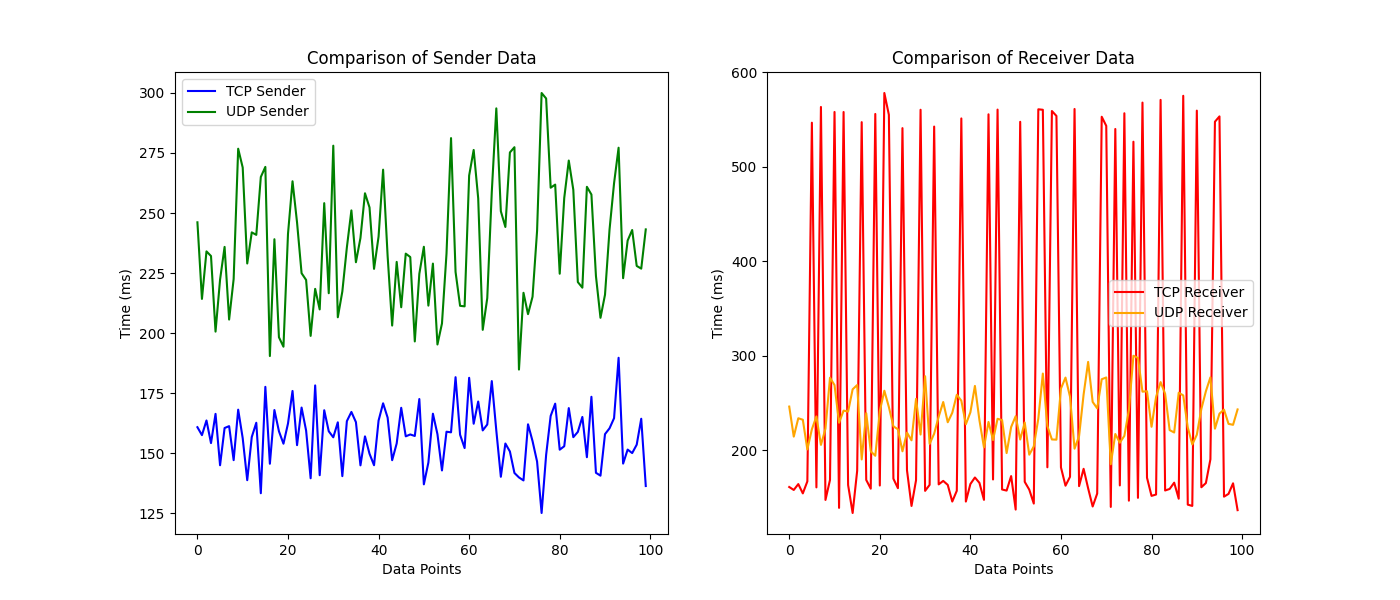 Comparison of Sender Data
TCP Sender
UDP Sender
300
275
250
225
200
175
150
125
Time (ms)
0 20 40 60 80 100
Data Points
Comparison of Receiver Data
600
500
400
300
200
Time (ms)
TCP Receiver
UDP Receiver
0 20 40 60 80 100
Data Points